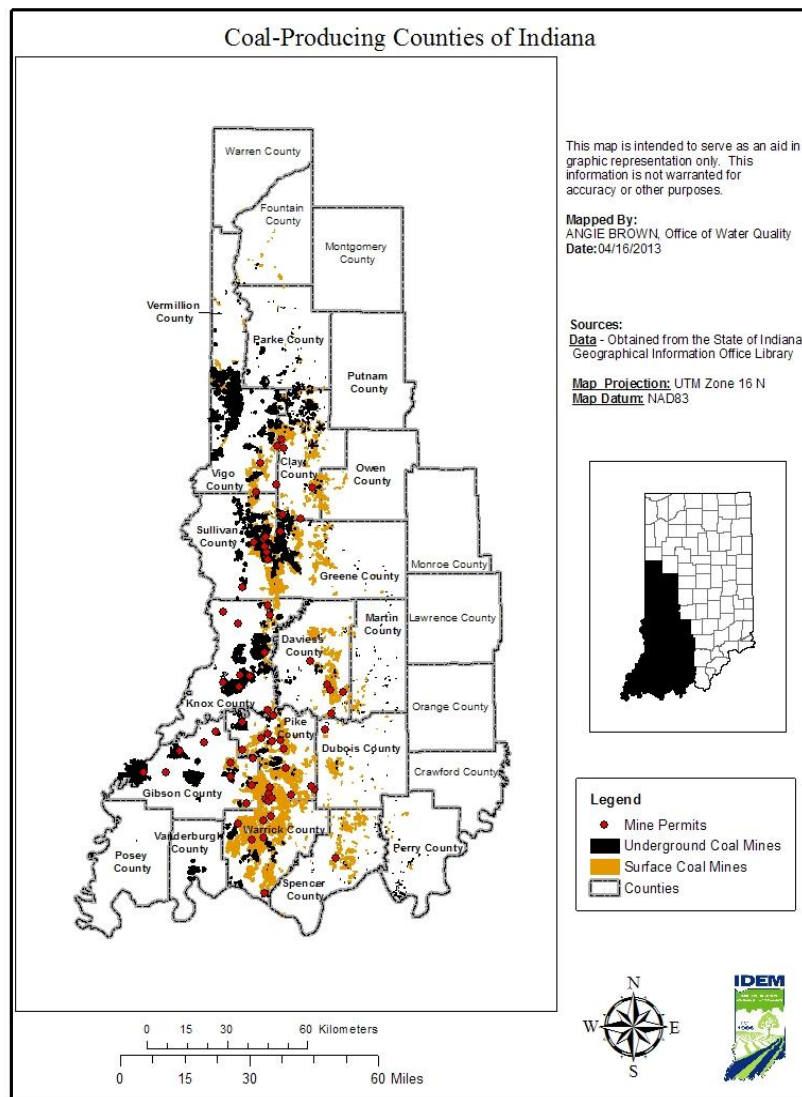 Coal-Producing Counties of Indiana
This map is intended to serve as an aid in
graphic representation only. This
information is not warranted for
accuracy or other purposes.
Mapped By:
ANGIE BROWN, Office of Water Quality
Date:04/16/2013
Sources:
Data - Obtained from the State of Indiana
Geographical Information Office Library
Map Projection: UTM Zone 16 N
Map Datum: NAD83
Warren County
Fountain
County
Montgomery
County
Vermillion
County
Parke County
Putnam
County
Clay
County
Owen
County
Vigo
County
Sullivan
County
Greene County
Monroe County
Martin
County
Lawrence County
Daviess
County
Knox County
Orange County
Pike
County
Dubois County
Crawford County
Gibson County
Warrick County
Vanderburgh
County
Perry County
Posey
County
Spencer
County
Legend
Mine Permits
Underground Coal Mines
Surface Coal Mines
Counties
N
W
E
S
IDEM
1986
0 15 30 60 Kilometers
0 15 30 60 Miles